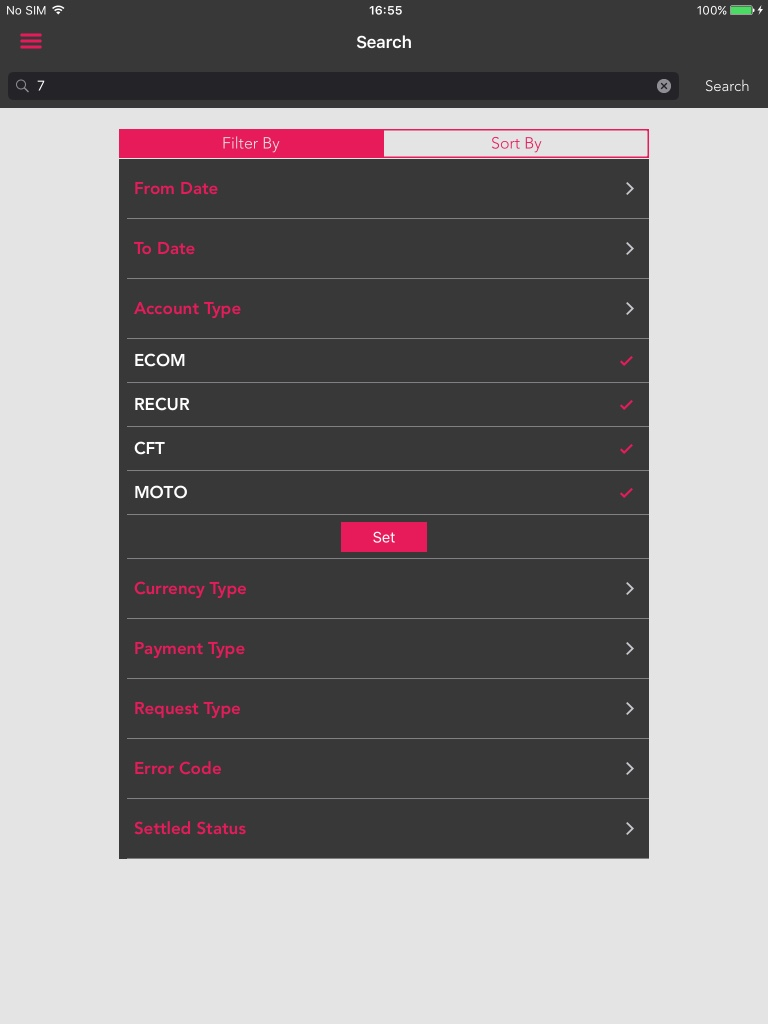 No SIM 16:55 100%
Search
7 Search
Filter By Sort By
From Date
To Date
Account Type
ECOM
RECUR
CFT
MOTO
Set
Currency Type
Payment Type
Request Type
Error Code
Settled Status